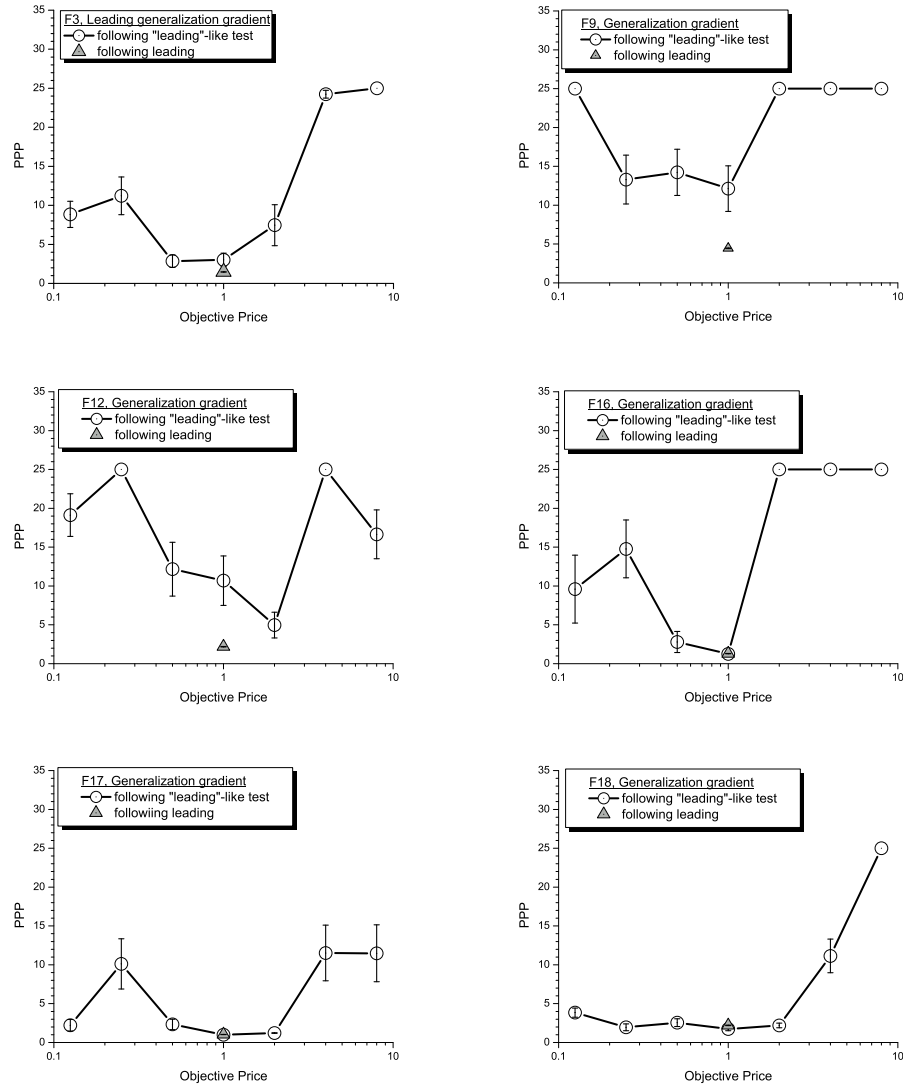 F3, Leading generalization gradient
following "leading"-like test
following leading
35
30
25
20
15
10
5
0
PPP
0.1 1 10
Objective Price
F9, Generalization gradient
following "leading"-like test
following leading
35
30
25
20
15
10
5
0
PPP
0.1 1 10
Objective Price
F12, Generalization gradient
following "leading"-like test
following leading
35
30
25
20
15
10
5
0
PPP
0.1 1 10
Objective Price
F16, Generalization gradient
following "leading"-like test
following leading
35
30
25
20
15
10
5
0
PPP
0.1 1 10
Objective Price
F17, Generalization gradient
following "leading"-like test
followiing leading
35
30
25
20
15
10
5
0
PPP
0.1 1 10
Objective Price
F18, Generalization gradient
following "leading"-like test
following leading
35
30
25
20
15
10
5
0
PPP
0.1 1 10
Objective Price